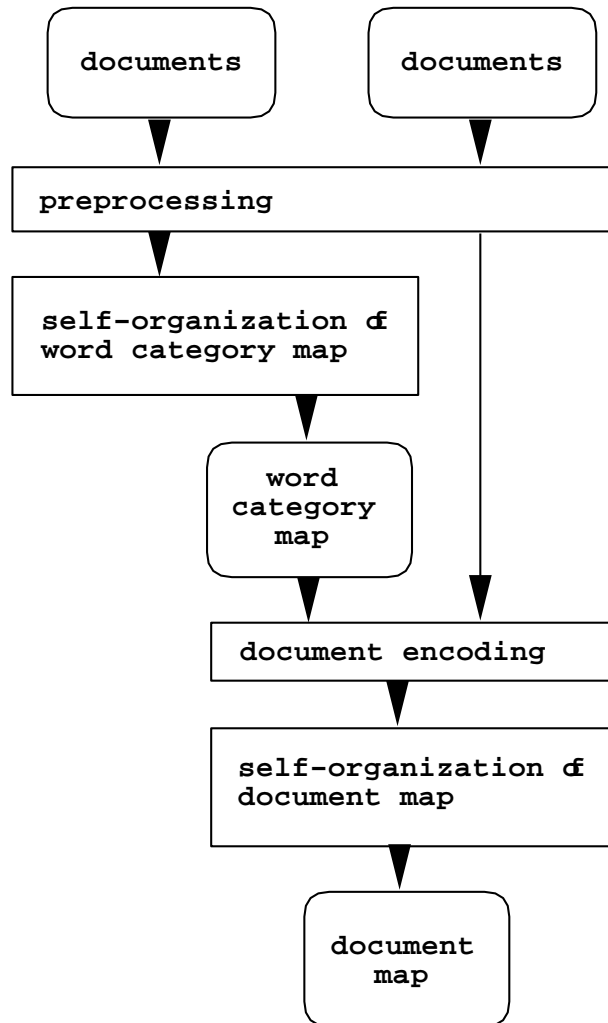 documents
documents
preprocessing
self-organization of
word category map
word
category
map
document encoding
self-organization of
document map
document
map